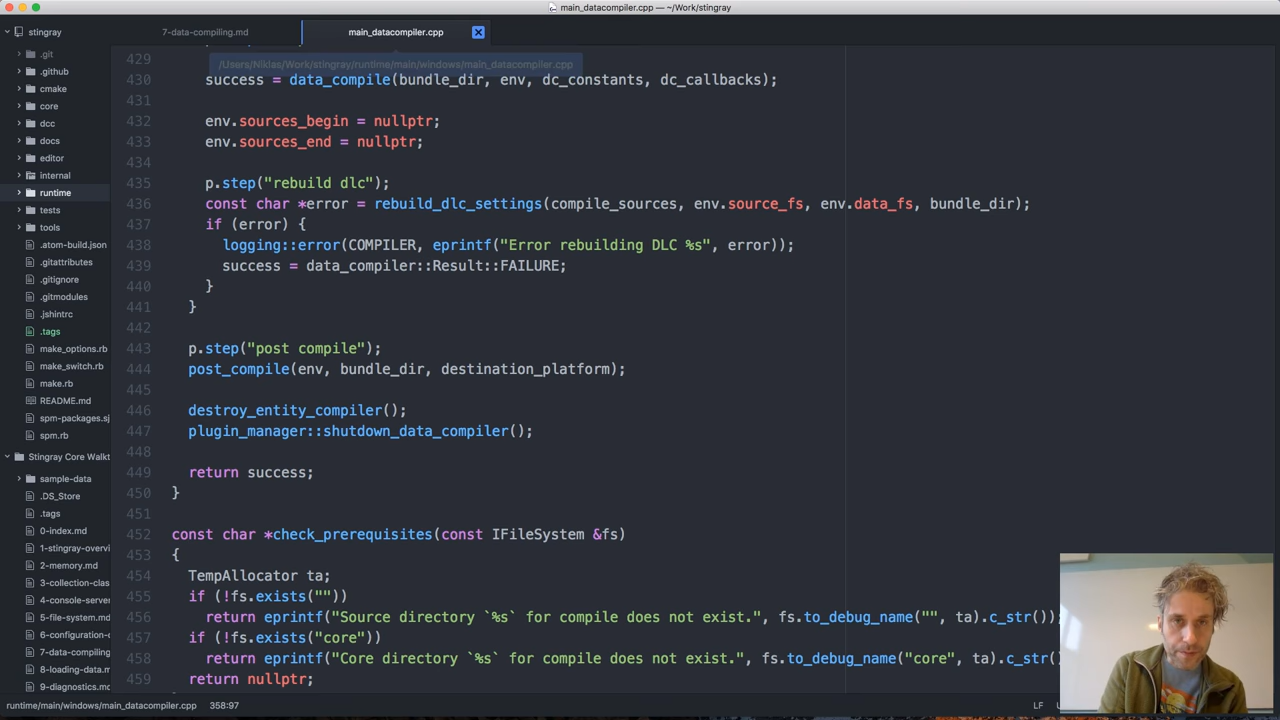 main_datacompiler.cpp — ~/Work/stingray
stingray
7-data-compiling.md
main_datacompiler.cpp
.git
.github
cmake
core
dcc
docs
editor
internal
runtime
tests
tools
.atom-build.json
.gitattributes
.gitignore
.gitmodules
.jshintrc
.tags
make_options.rb
make_switch.rb
make.rb
README.md
spm-packages.sj
spm.rb
Stingray Core Walkt
sample-data
.DS_Store
.tags
0-index.md
1-stingray-overvi
2-memory.md
3-collection-clas
4-console-server
5-file-system.md
6-configuration-c
7-data-compiling
8-loading-data.m
9-diagnostics.md
/Users/Niklas/Work/stingray/runtime/main/windows/main_datacompiler.cpp
429
430 success = data_compile(bundle_dir, env, dc_constants, dc_callbacks);
431
432 env.sources_begin = nullptr;
433 env.sources_end = nullptr;
434
435 p.step("rebuild dlc");
436 const char *error = rebuild_dlc_settings(compile_sources, env.source_fs, env.data_fs, bundle_dir);
437 if (error) {
438 logging::error(COMPILER, eprintf("Error rebuilding DLC %s", error));
439 success = data_compiler::Result::FAILURE;
440 }
441 }
442
443 p.step("post compile");
444 post_compile(env, bundle_dir, destination_platform);
445
446 destroy_entity_compiler();
447 plugin_manager::shutdown_data_compiler();
448
449 return success;
450 }
451
452 const char *check_prerequisites(const IFileSystem &fs)
453 {
454 TempAllocator ta;
455 if (!fs.exists(""))
456 return eprintf("Source directory `%s` for compile does not exist.", fs.to_debug_name("", ta).c_str());
457 if (!fs.exists("core"))
458 return eprintf("Core directory `%s` for compile does not exist.", fs.to_debug_name("core", ta).c_str()
459 return nullptr;
runtime/main/windows/main_datacompiler.cpp 358:97
LF